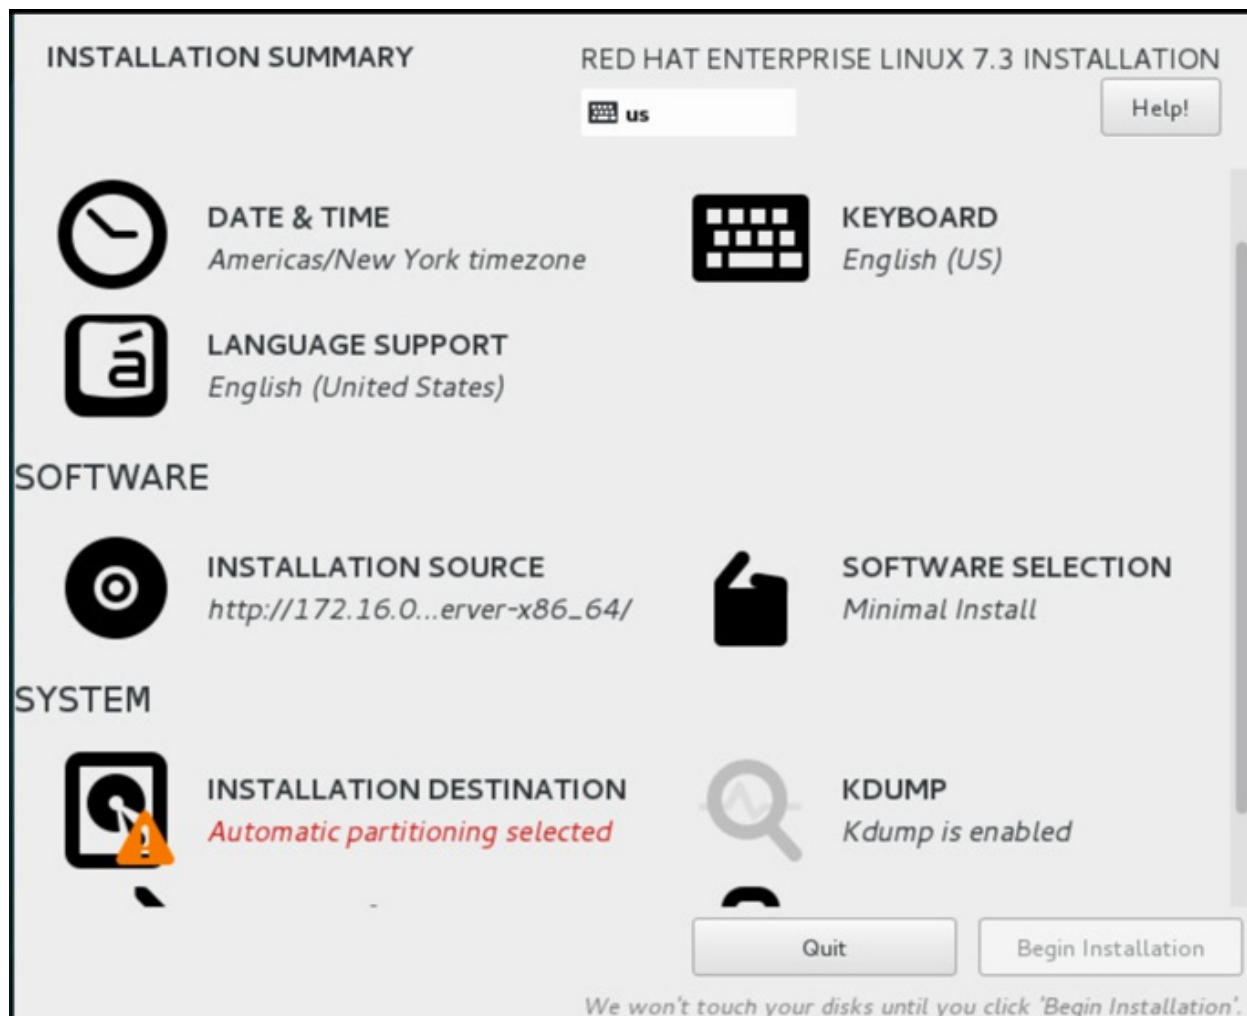 INSTALLATION SUMMARY
RED HAT ENTERPRISE LINUX 7.3 INSTALLATION
us
Help!
DATE & TIME
Americas/New York timezone
KEYBOARD
English (US)
á
LANGUAGE SUPPORT
English (United States)
SOFTWARE
INSTALLATION SOURCE
http://172.16.0...erver-x86_64/
SOFTWARE SELECTION
Minimal Install
SYSTEM
INSTALLATION DESTINATION
Automatic partitioning selected
KDUMP
Kdump is enabled
Quit
Begin Installation
We won't touch your disks until you click 'Begin Installation'.